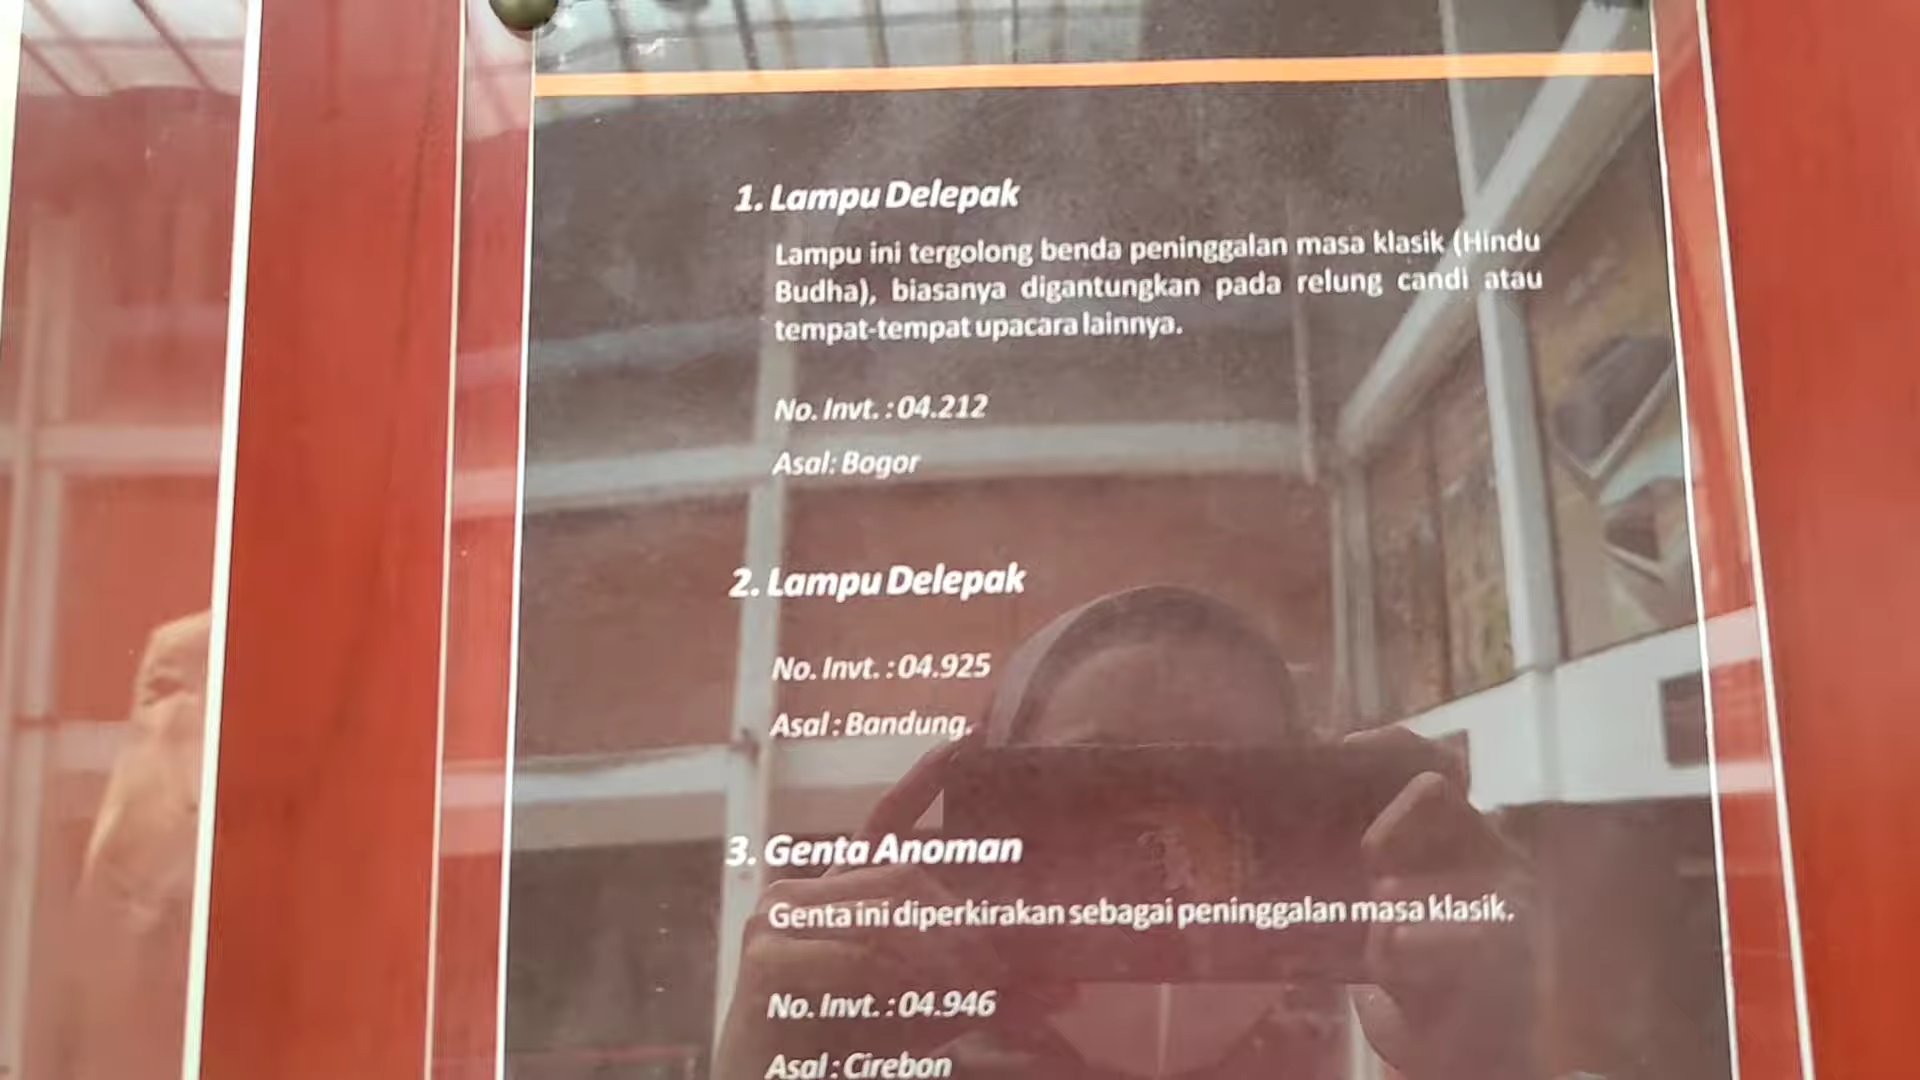 1. Lampu Delepak
Lampu ini tergolong benda peninggalan masa klasik (Hindu
Budha), biasanya digantungkan pada relung candi atau
tempat-tempat upacara lainnya.
No. Invt. : 04.212
Asal: Bogor
2. Lampu Delepak
No. Invt. : 04.925
Asal : Bandung.
3. Genta Anoman
Genta ini diperkirakan sebagai peninggalan masa klasik.
No. Invt. : 04.946
Asal : Cirebon